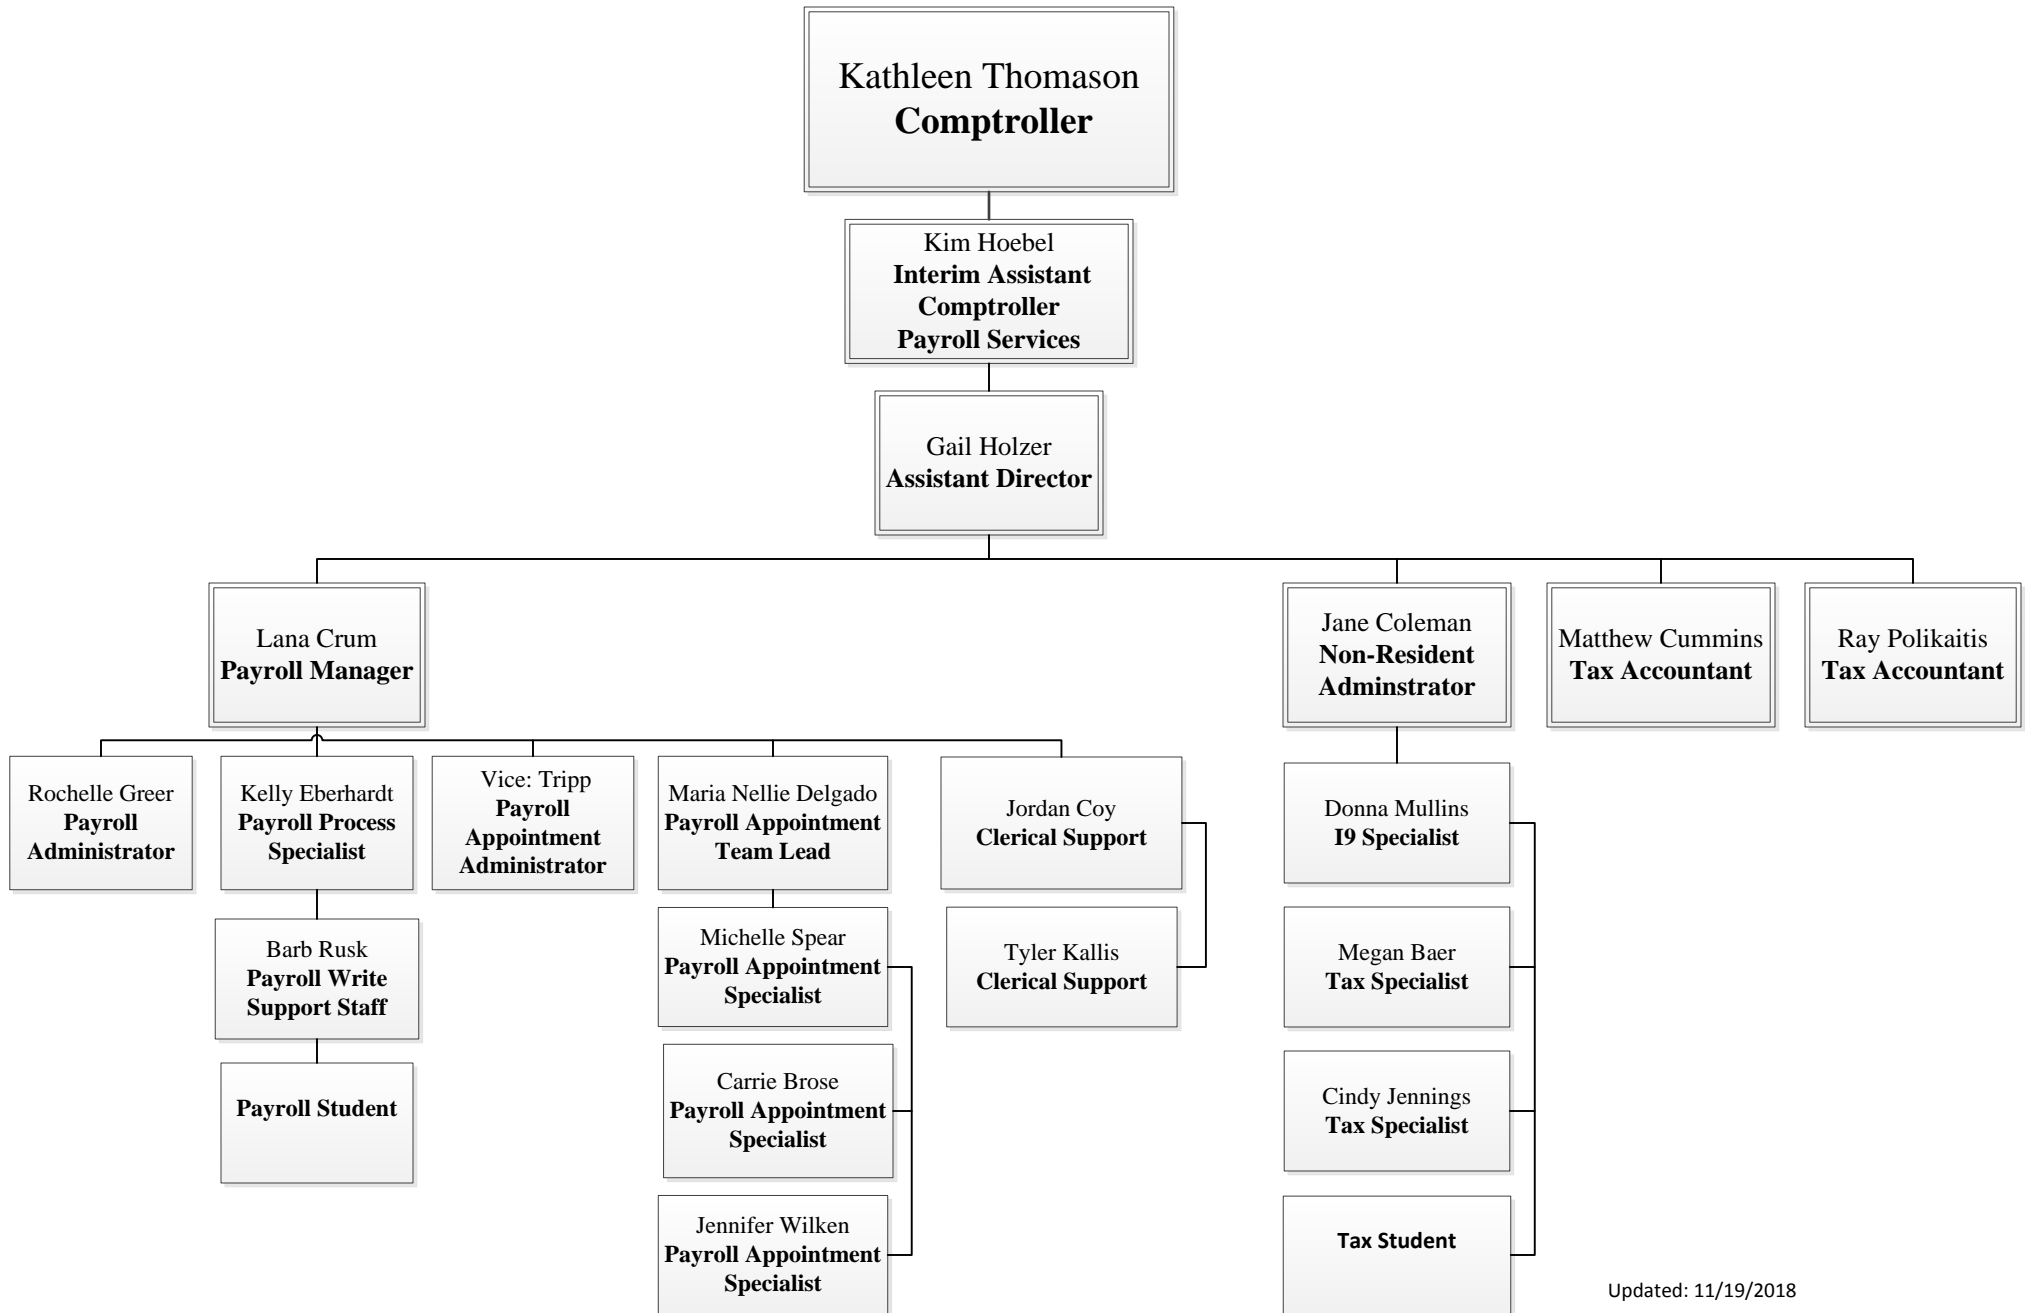 Kathleen Thomason
Comptroller
Kim Hoebel
Interim Assistant
Comptroller
Payroll Services
Gail Holzer
Assistant Director
Lana Crum
Payroll Manager
Jane Coleman
Non-Resident
Adminstrator
Matthew Cummins
Tax Accountant
Ray Polikaitis
Tax Accountant
Rochelle Greer
Payroll
Administrator
Kelly Eberhardt
Payroll Process
Specialist
Vice: Tripp
Payroll
Appointment
Administrator
Maria Nellie Delgado
Payroll Appointment
Team Lead
Jordan Coy
Clerical Support
Donna Mullins
I9 Specialist
Barb Rusk
Payroll Write
Support Staff
Michelle Spear
Payroll Appointment
Specialist
Tyler Kallis
Clerical Support
Megan Baer
Tax Specialist
Payroll Student
Carrie Brose
Payroll Appointment
Specialist
Cindy Jennings
Tax Specialist
Jennifer Wilken
Payroll Appointment
Specialist
Tax Student
Updated: 11/19/2018